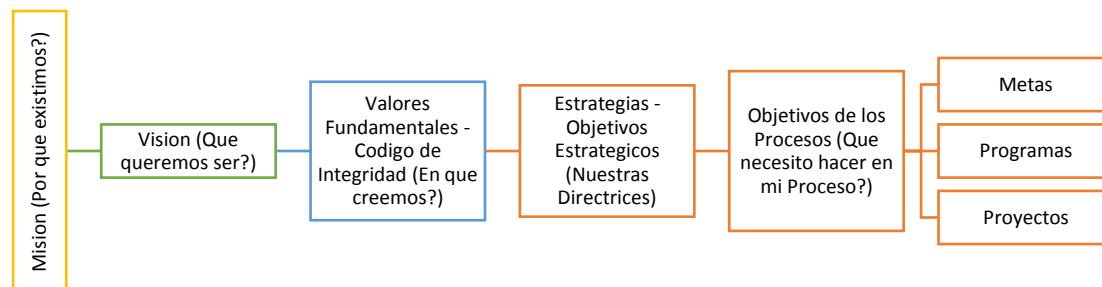 Mision (Por que existimos?)
Vision (Que
queremos ser?)
Valores
Fundamentales -
Codigo de
Integridad (En que
creemos?)
Estrategias -
Objetivos
Estrategicos
(Nuestras
Directrices)
Objetivos de los
Procesos (Que
necesito hacer en
mi Proceso?)
Metas
Programas
Proyectos